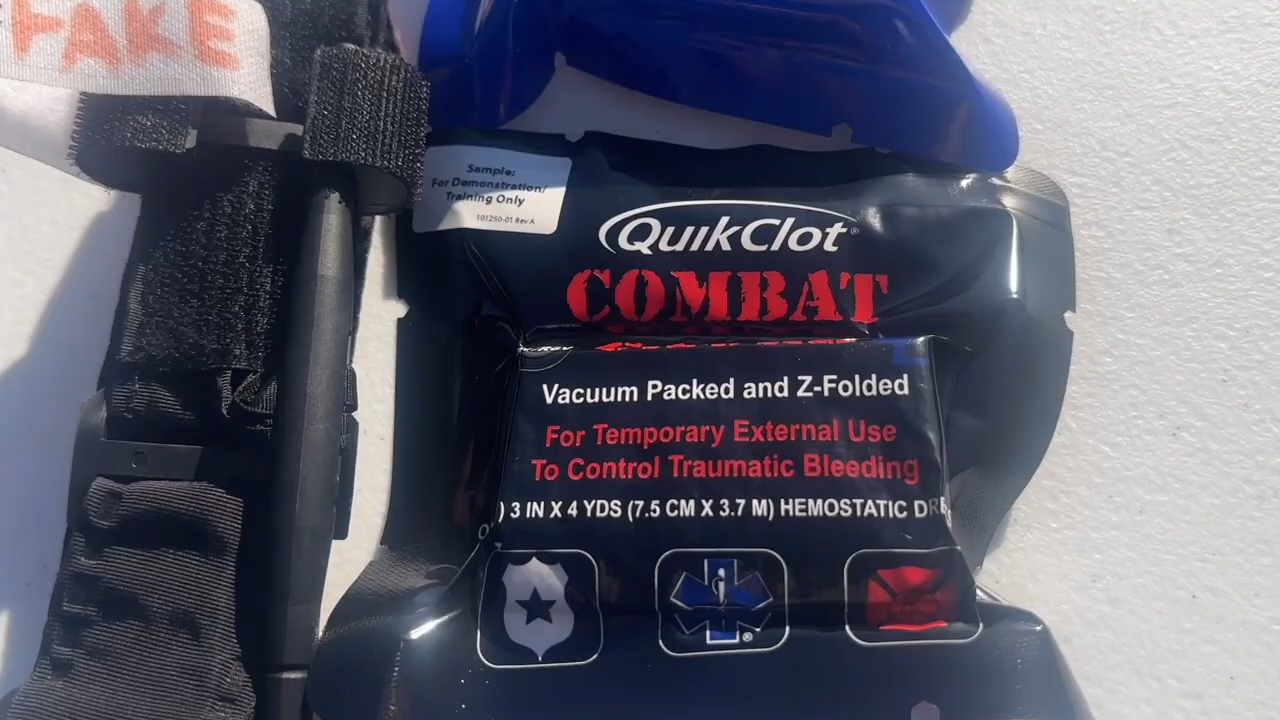 FAKE
Sample:
For Demonstration/
Training Only
101250-01 Rev A
QuikClot®
COMBAT
Vacuum Packed and Z-Folded
For Temporary External Use
To Control Traumatic Bleeding
) 3 IN X 4 YDS (7.5 CM X 3.7 M) HEMOSTATIC
®